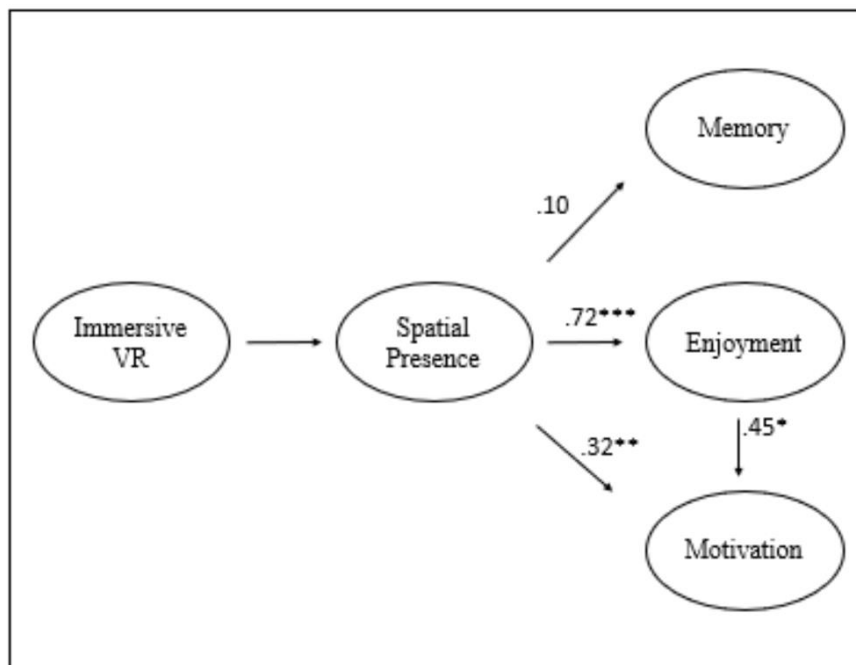 Memory
.10
Immersive
VR
Spatial
Presence
.72***
Enjoyment
.32**
.45*
Motivation